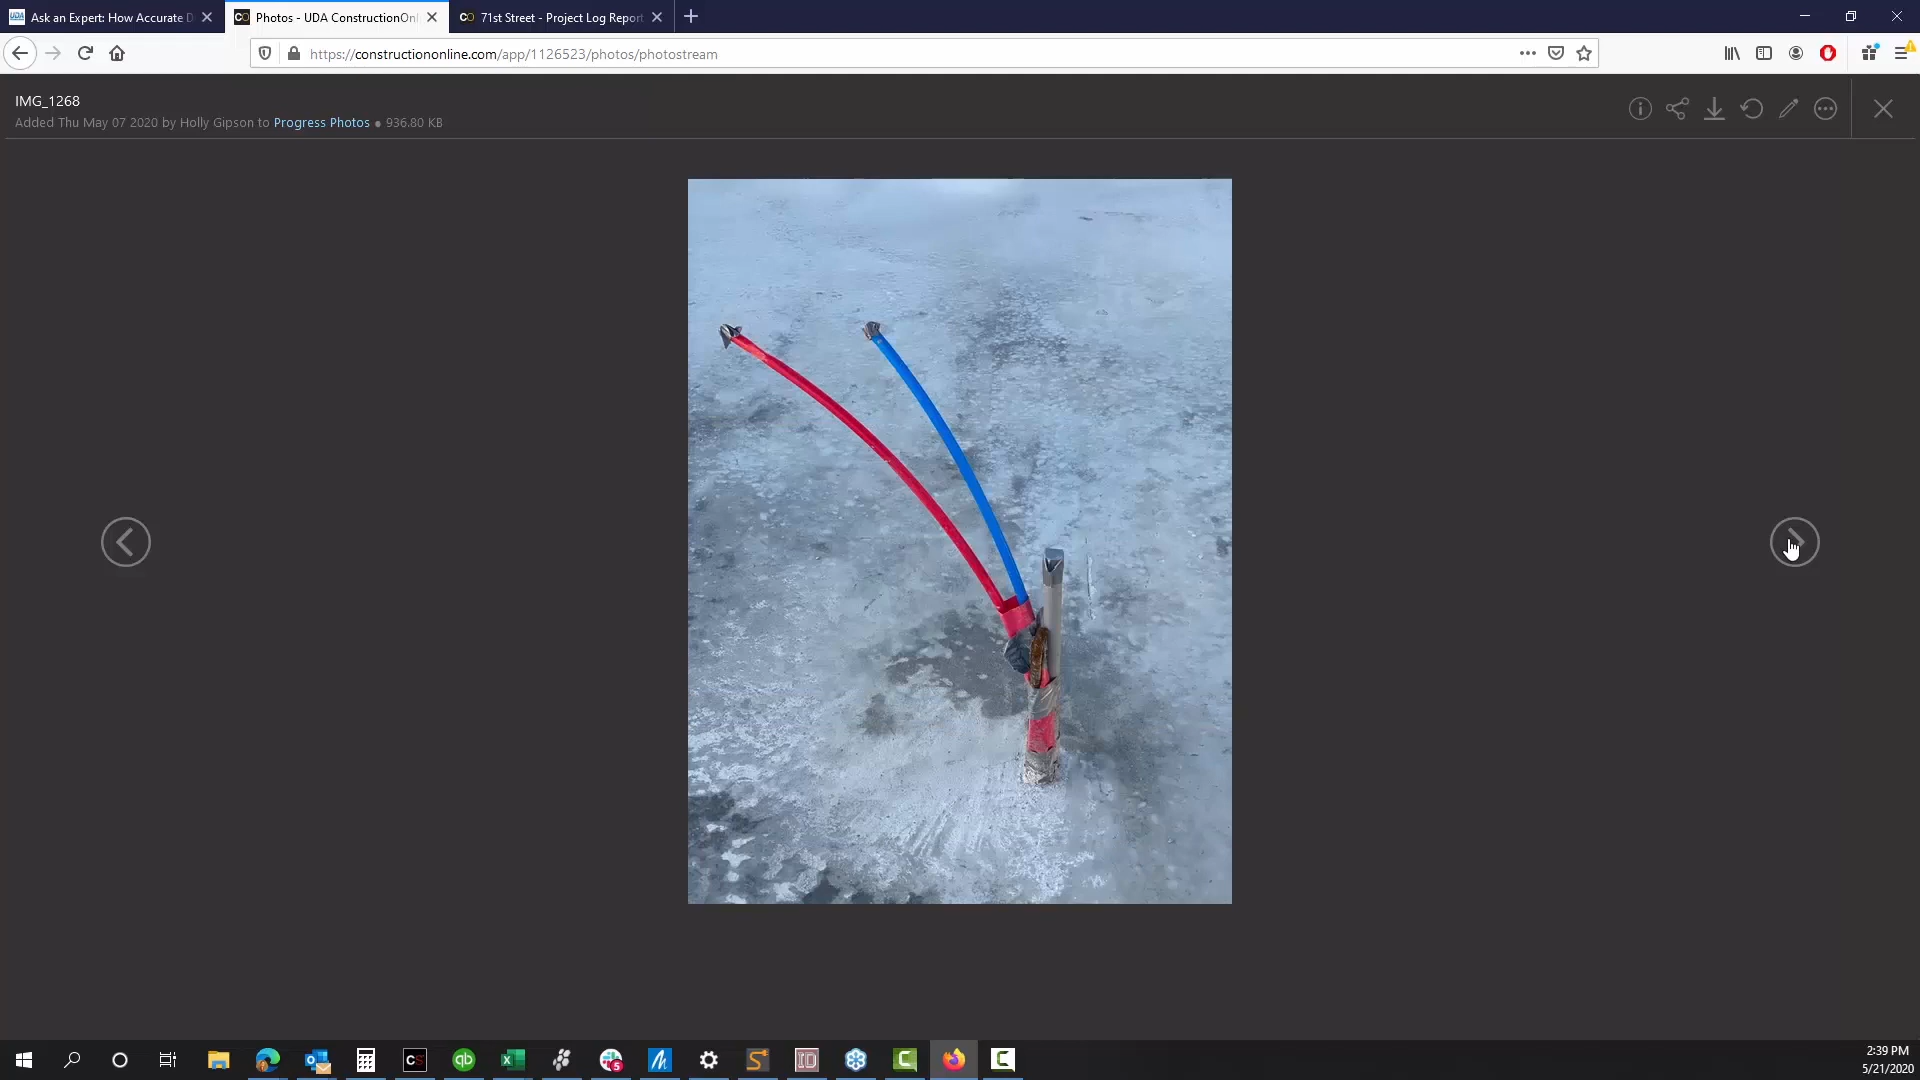 Ask an Expert: How Accurate D
Photos - UDA ConstructionOnl
71st Street - Project Log Report
https://constructiononline.com/app/1126523/photos/photostream
IMG_1268
Added Thu May 07 2020 by Holly Gipson to Progress Photos ● 936.80 KB
2:39 PM
5/21/2020